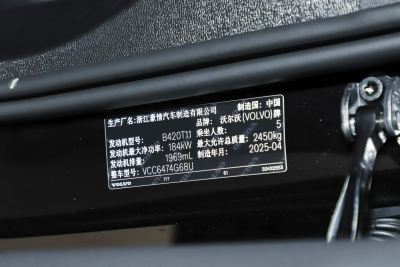 生产厂名: 浙江豪情汽车制造有限公司 制造国: 中国
品牌: 沃尔沃(VOLVO)牌
发动机型号: B420T11 乘坐人数: 5
发动机最大净功率: 184kW 最大允许总质量: 2450kg
发动机排量: 1969mL 制造年月: 2025-04
整车型号: VCC6474G68U
VOLVO